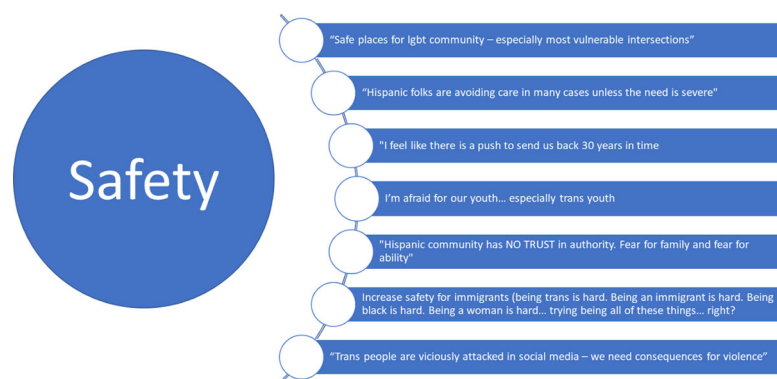 Safety
“Safe places for lgbt community – especially most vulnerable intersections”
“Hispanic folks are avoiding care in many cases unless the need is severe"
"I feel like there is a push to send us back 30 years in time
I’m afraid for our youth… especially trans youth
"Hispanic community has NO TRUST in authority. Fear for family and fear for
ability"
Increase safety for immigrants (being trans is hard. Being an immigrant is hard. Being
black is hard. Being a woman is hard… trying being all of these things… right?
“Trans people are viciously attacked in social media – we need consequences for violence”